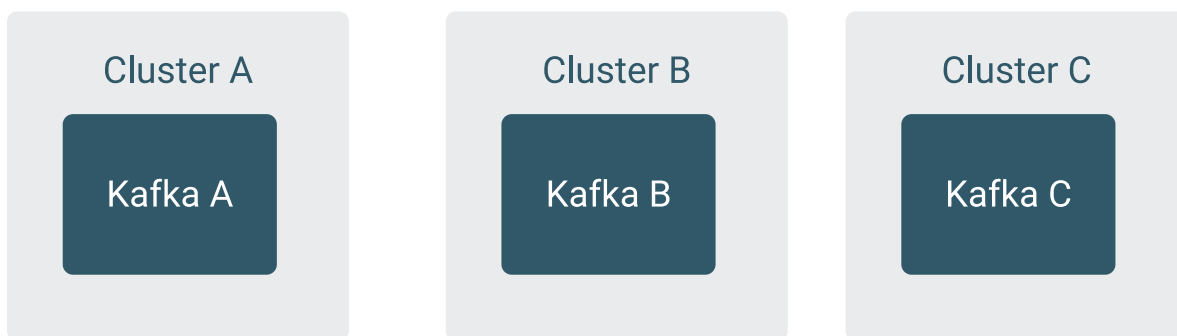 Cluster A
Kafka A
Cluster B
Kafka B
Cluster C
Kafka C